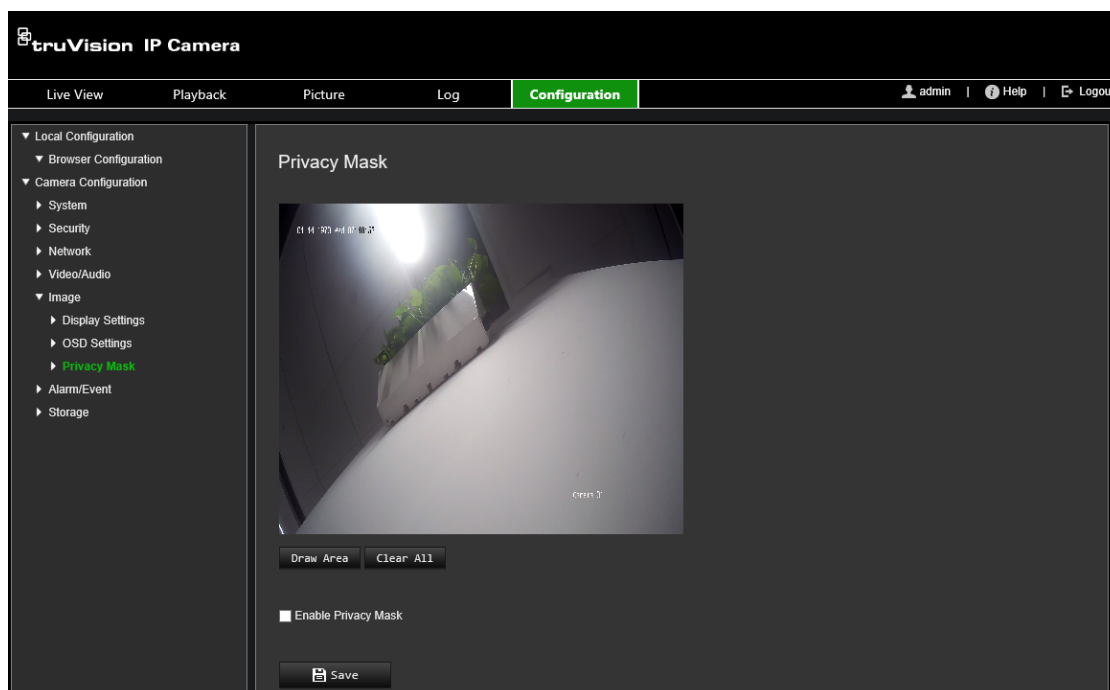 truVision IP Camera
Live View Playback Picture Log Configuration admin | Help | Logou
Local Configuration
Browser Configuration
Camera Configuration
System
Security
Network
Video/Audio
Image
Display Settings
OSD Settings
Privacy Mask
Alarm/Event
Storage
Privacy Mask
Draw Area Clear All
Enable Privacy Mask
Save